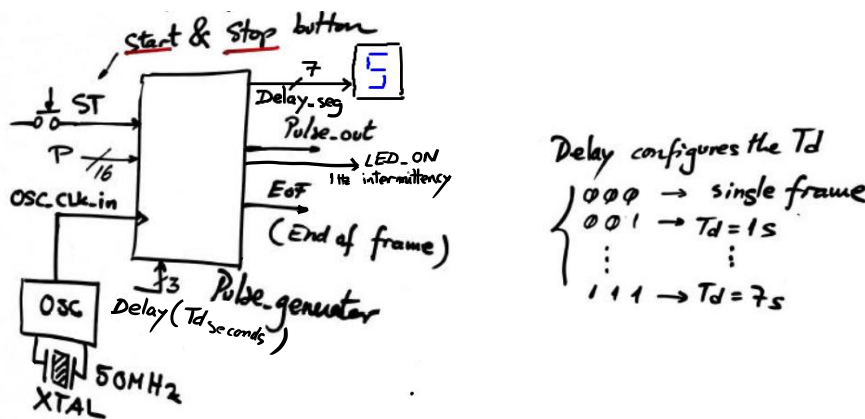 Start & Stop button
ST
7
5
Delay_seg
Pulse_out
P
16
LED_ON
1Hz intermittency
OSC_CLK_in
EoF
(End of frame)
3
Delay (Td seconds)
Pulse_generator
OSC
50MHz
XTAL
Delay configures the Td
000 → single frame
001 → Td = 1s
⋮ ⋮
111 → Td = 7s